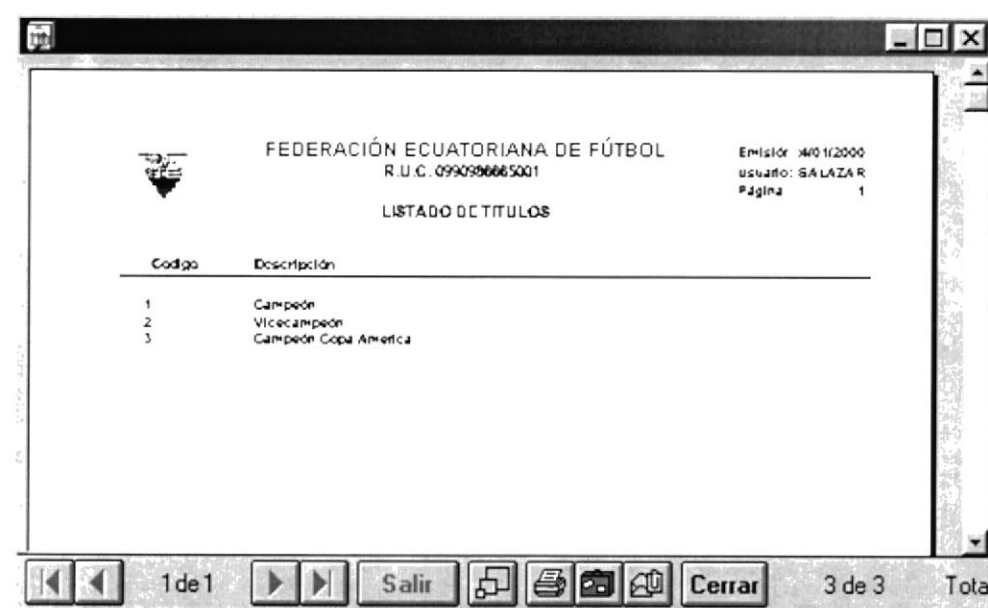 FEDERACIÓN ECUATORIANA DE FÚTBOL
R.U.C.
LISTADO DE TITULOS
Emisión
usuario: SALAZAR
Página 1
Codigo Descripción
1 Campeón
2 Vicecampeón
3 Campeón Copa America
1 de 1 Salir Cerrar 3 de 3 Tota